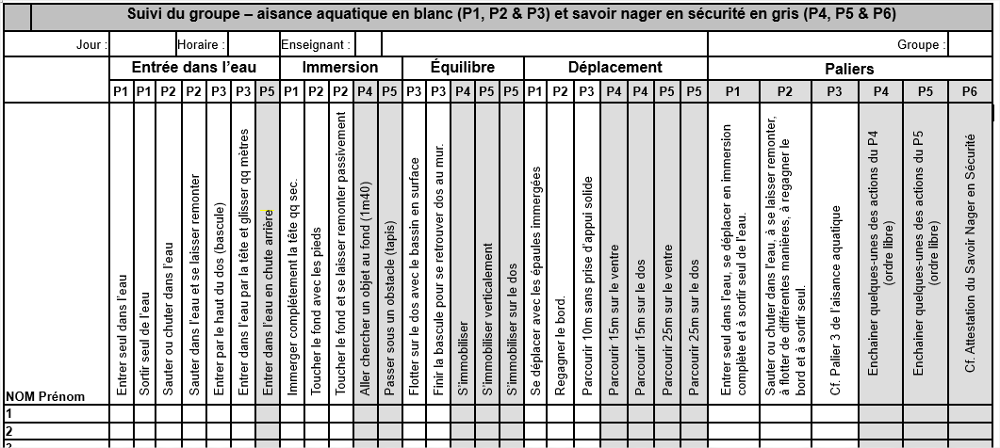 Suivi du groupe – aisance aquatique en blanc (P1, P2 & P3) et savoir nager en sécurité en gris (P4, P5 & P6)
Jour : Horaire : Enseignant : Groupe :
Entrée dans l'eau Immersion Équilibre Déplacement Paliers
P1 P1 P2 P2 P3 P3 P5 P1 P2 P2 P4 P5 P3 P3 P4 P5 P5 P1 P2 P3 P4 P4 P5 P5 P1 P2 P3 P4 P5 P6
NOM Prénom
Entrer seul dans l'eau
Sortir seul de l'eau
Sauter ou chuter dans l'eau
Sauter dans l'eau et se laisser remonter
Entrer par le haut du dos (bascule)
Entrer dans l'eau par la tête et glisser qq mètres
Entrer dans l'eau en chute arrière
Immerger complétement la tête qq sec.
Toucher le fond avec les pieds
Toucher le fond et se laisser remonter passivement
Aller chercher un objet au fond (1m40)
Passer sous un obstacle (tapis)
Flotter sur le dos avec le bassin en surface
Finir la bascule pour se retrouver dos au mur.
S'immobiliser
S'immobiliser verticalement
S'immobiliser sur le dos
Se déplacer avec les épaules immergées
Regagner le bord.
Parcourir 10m sans prise d'appui solide
Parcourir 15m sur le ventre
Parcourir 15m sur le dos
Parcourir 25m sur le ventre
Parcourir 25m sur le dos
Entrer seul dans l'eau, se déplacer en immersion
complète et à sortir seul de l'eau.
Sauter ou chuter dans l'eau, à se laisser remonter,
à flotter de différentes manières, à regagner le
bord et à sortir seul.
Cf. Palier 3 de l'aisance aquatique
Enchainer quelques-unes des actions du P4
(ordre libre)
Enchainer quelques-unes des actions du P5
(ordre libre)
Cf. Attestation du Savoir Nager en Sécurité
1
2